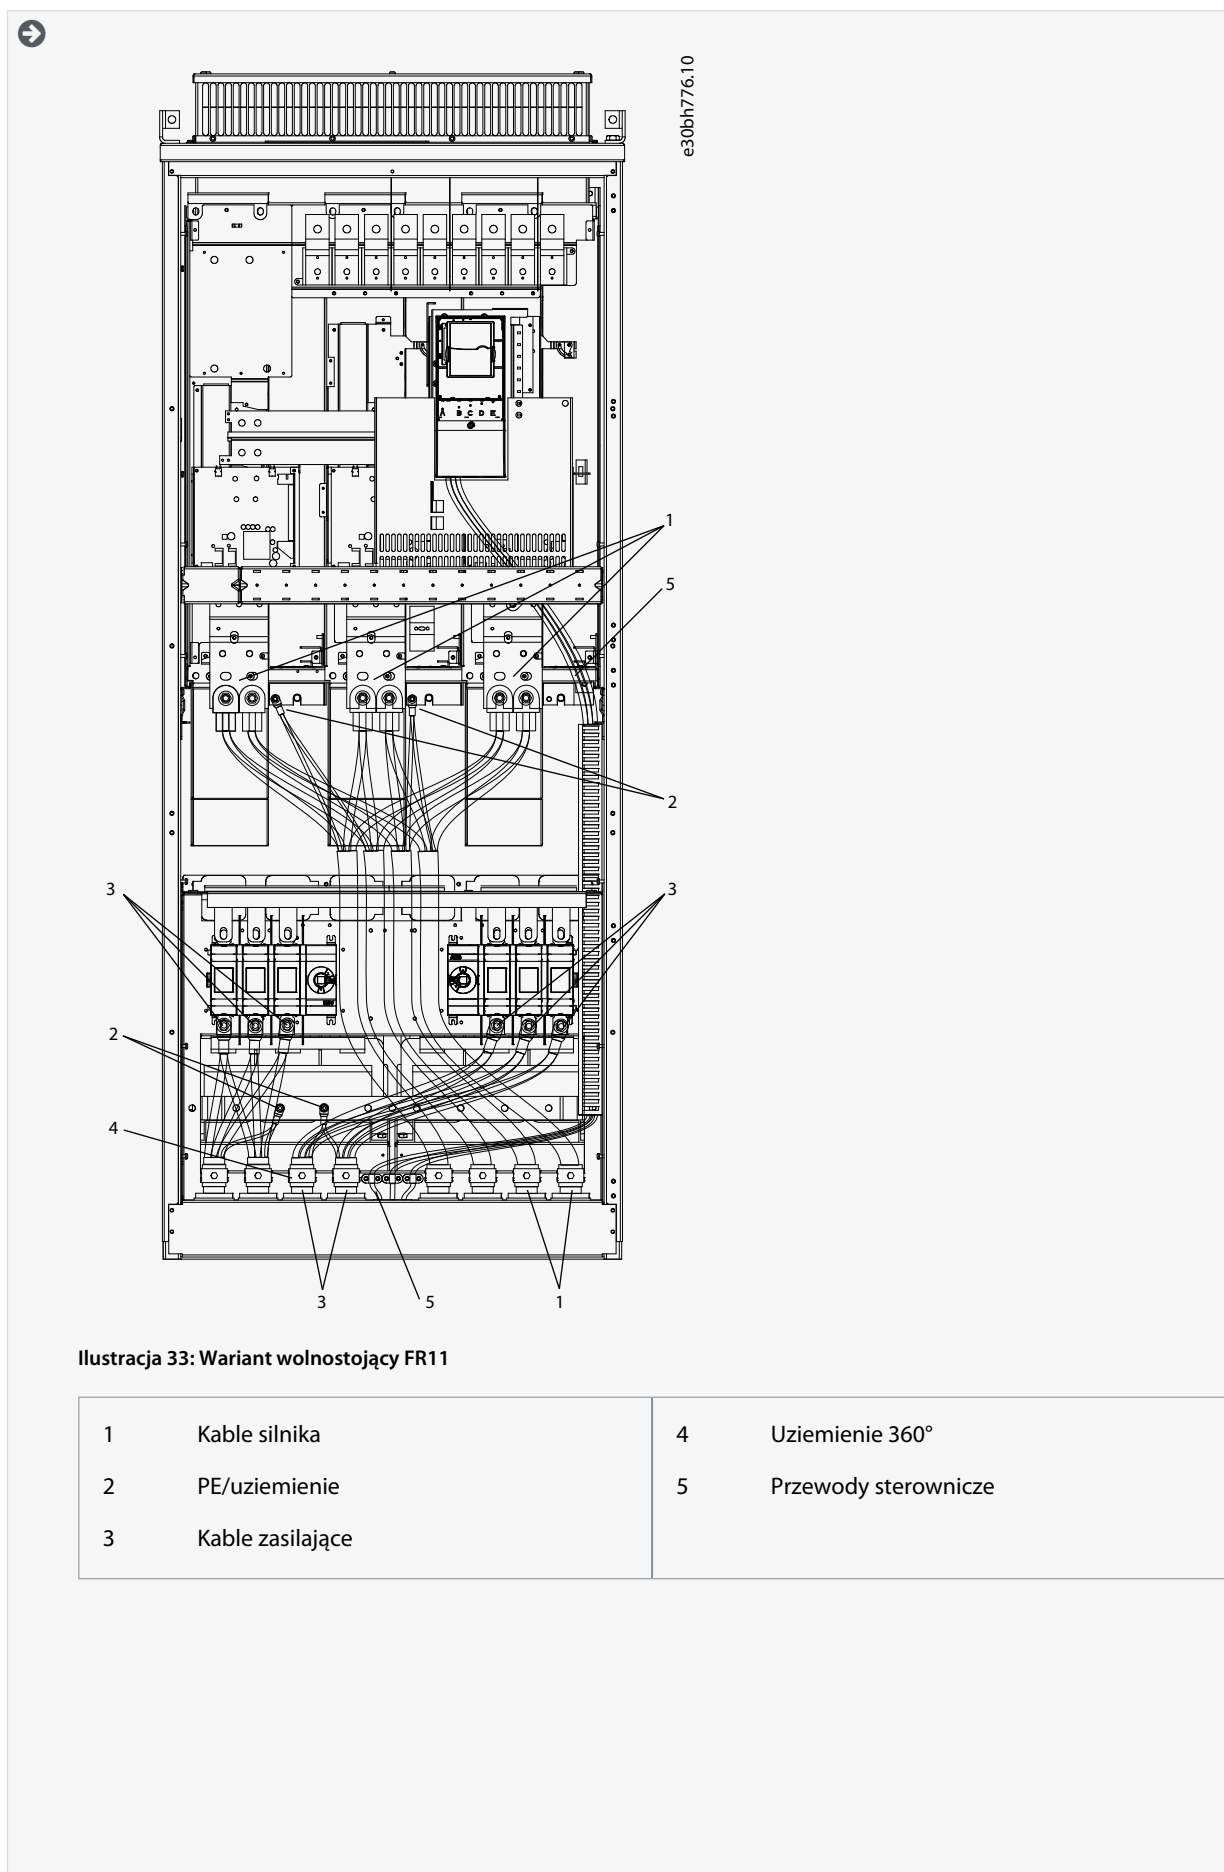 e30bh776.10
A B C D E
1
5
2
3
3
2
4
3
5
1
Ilustracja 33: Wariant wolnostojący FR11
1 Kable silnika
2 PE/uziemienie
3 Kable zasilające
4 Uziemienie 360°
5 Przewody sterownicze